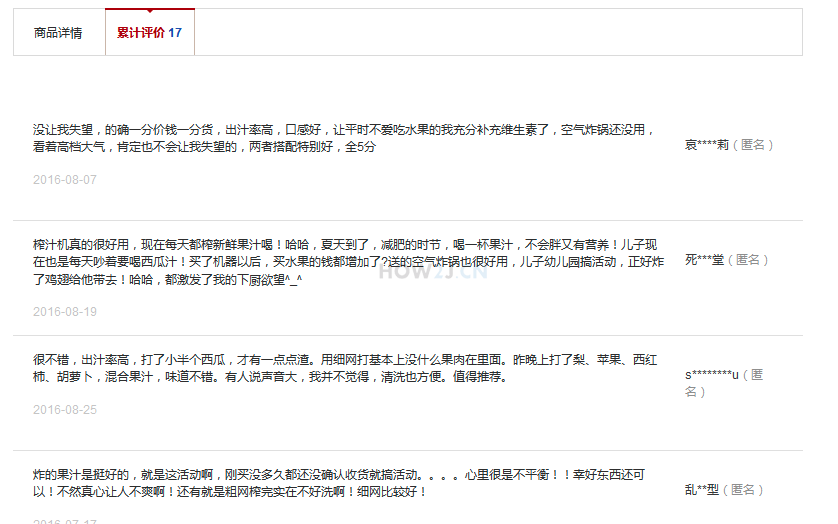 商品详情 累计评价 17
没让我失望，的确一分价钱一分货，出汁率高，口感好，让平时不爱吃水果的我充分补充维生素了，空气炸锅还没用，
看着高档大气，肯定也不会让我失望的，两者搭配特别好，全5分
哀****莉（匿名）
2016-08-07
榨汁机真的很好用，现在每天都榨新鲜果汁喝！哈哈，夏天到了，减肥的时节，喝一杯果汁，不会胖又有营养！儿子现
在也是每天吵着要喝西瓜汁！买了机器以后，买水果的钱都增加了?送的空气炸锅也很好用，儿子幼儿园搞活动，正好炸
了鸡翅给他带去！哈哈，都激发了我的下厨欲望^_^
死***堂（匿名）
HOWZJ.CN
2016-08-19
很不错，出汁率高，打了小半个西瓜，才有一点点渣。用细网打基本上没什么果肉在里面。昨晚上打了梨、苹果、西红
柿、胡萝卜，混合果汁，味道不错。有人说声音大，我并不觉得，清洗也方便。值得推荐。
s********u（匿
名）
2016-08-25
炸的果汁是挺好的，就是这活动啊，刚买没多久都还没确认收货就搞活动。。。。心里很是不平衡！！幸好东西还可
以！不然真心让人不爽啊！还有就是粗网榨完实在不好洗啊！细网比较好！
乱**型（匿名）
2016-07-17